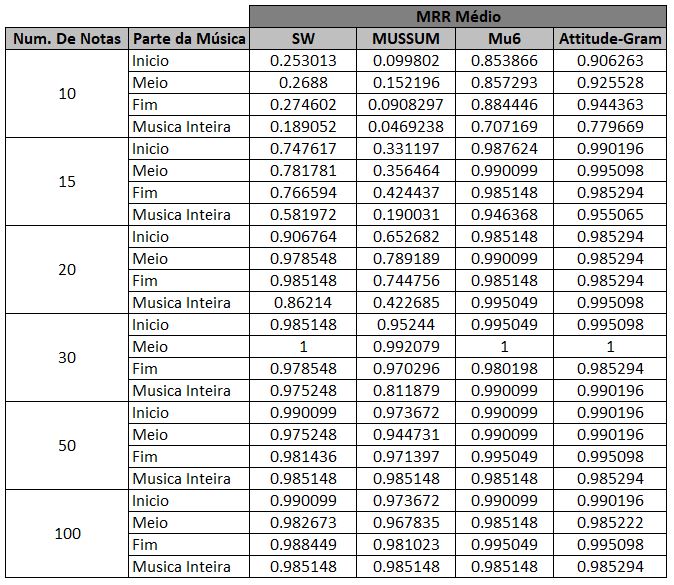 MRR Médio
Num. De Notas Parte da Música SW MUSSUM Mu6 Attitude-Gram
10
Inicio 0.253013 0.099802 0.853866 0.906263
Meio 0.2688 0.152196 0.857293 0.925528
Fim 0.274602 0.0908297 0.884446 0.944363
Musica Inteira 0.189052 0.0469238 0.707169 0.779669
15
Inicio 0.747617 0.331197 0.987624 0.990196
Meio 0.781781 0.356464 0.990099 0.995098
Fim 0.766594 0.424437 0.985148 0.985294
Musica Inteira 0.581972 0.190031 0.946368 0.955065
20
Inicio 0.906764 0.652682 0.985148 0.985294
Meio 0.978548 0.789189 0.990099 0.985294
Fim 0.985148 0.744756 0.985148 0.985294
Musica Inteira 0.86214 0.422685 0.995049 0.995098
30
Inicio 0.985148 0.95244 0.995049 0.995098
Meio 1 0.992079 1 1
Fim 0.978548 0.970296 0.980198 0.985294
Musica Inteira 0.975248 0.811879 0.990099 0.990196
50
Inicio 0.990099 0.973672 0.990099 0.990196
Meio 0.975248 0.944731 0.990099 0.990196
Fim 0.981436 0.971397 0.995049 0.995098
Musica Inteira 0.985148 0.985148 0.985148 0.985294
100
Inicio 0.990099 0.973672 0.990099 0.990196
Meio 0.982673 0.967835 0.985148 0.985222
Fim 0.988449 0.981023 0.995049 0.995098
Musica Inteira 0.985148 0.985148 0.985148 0.985294